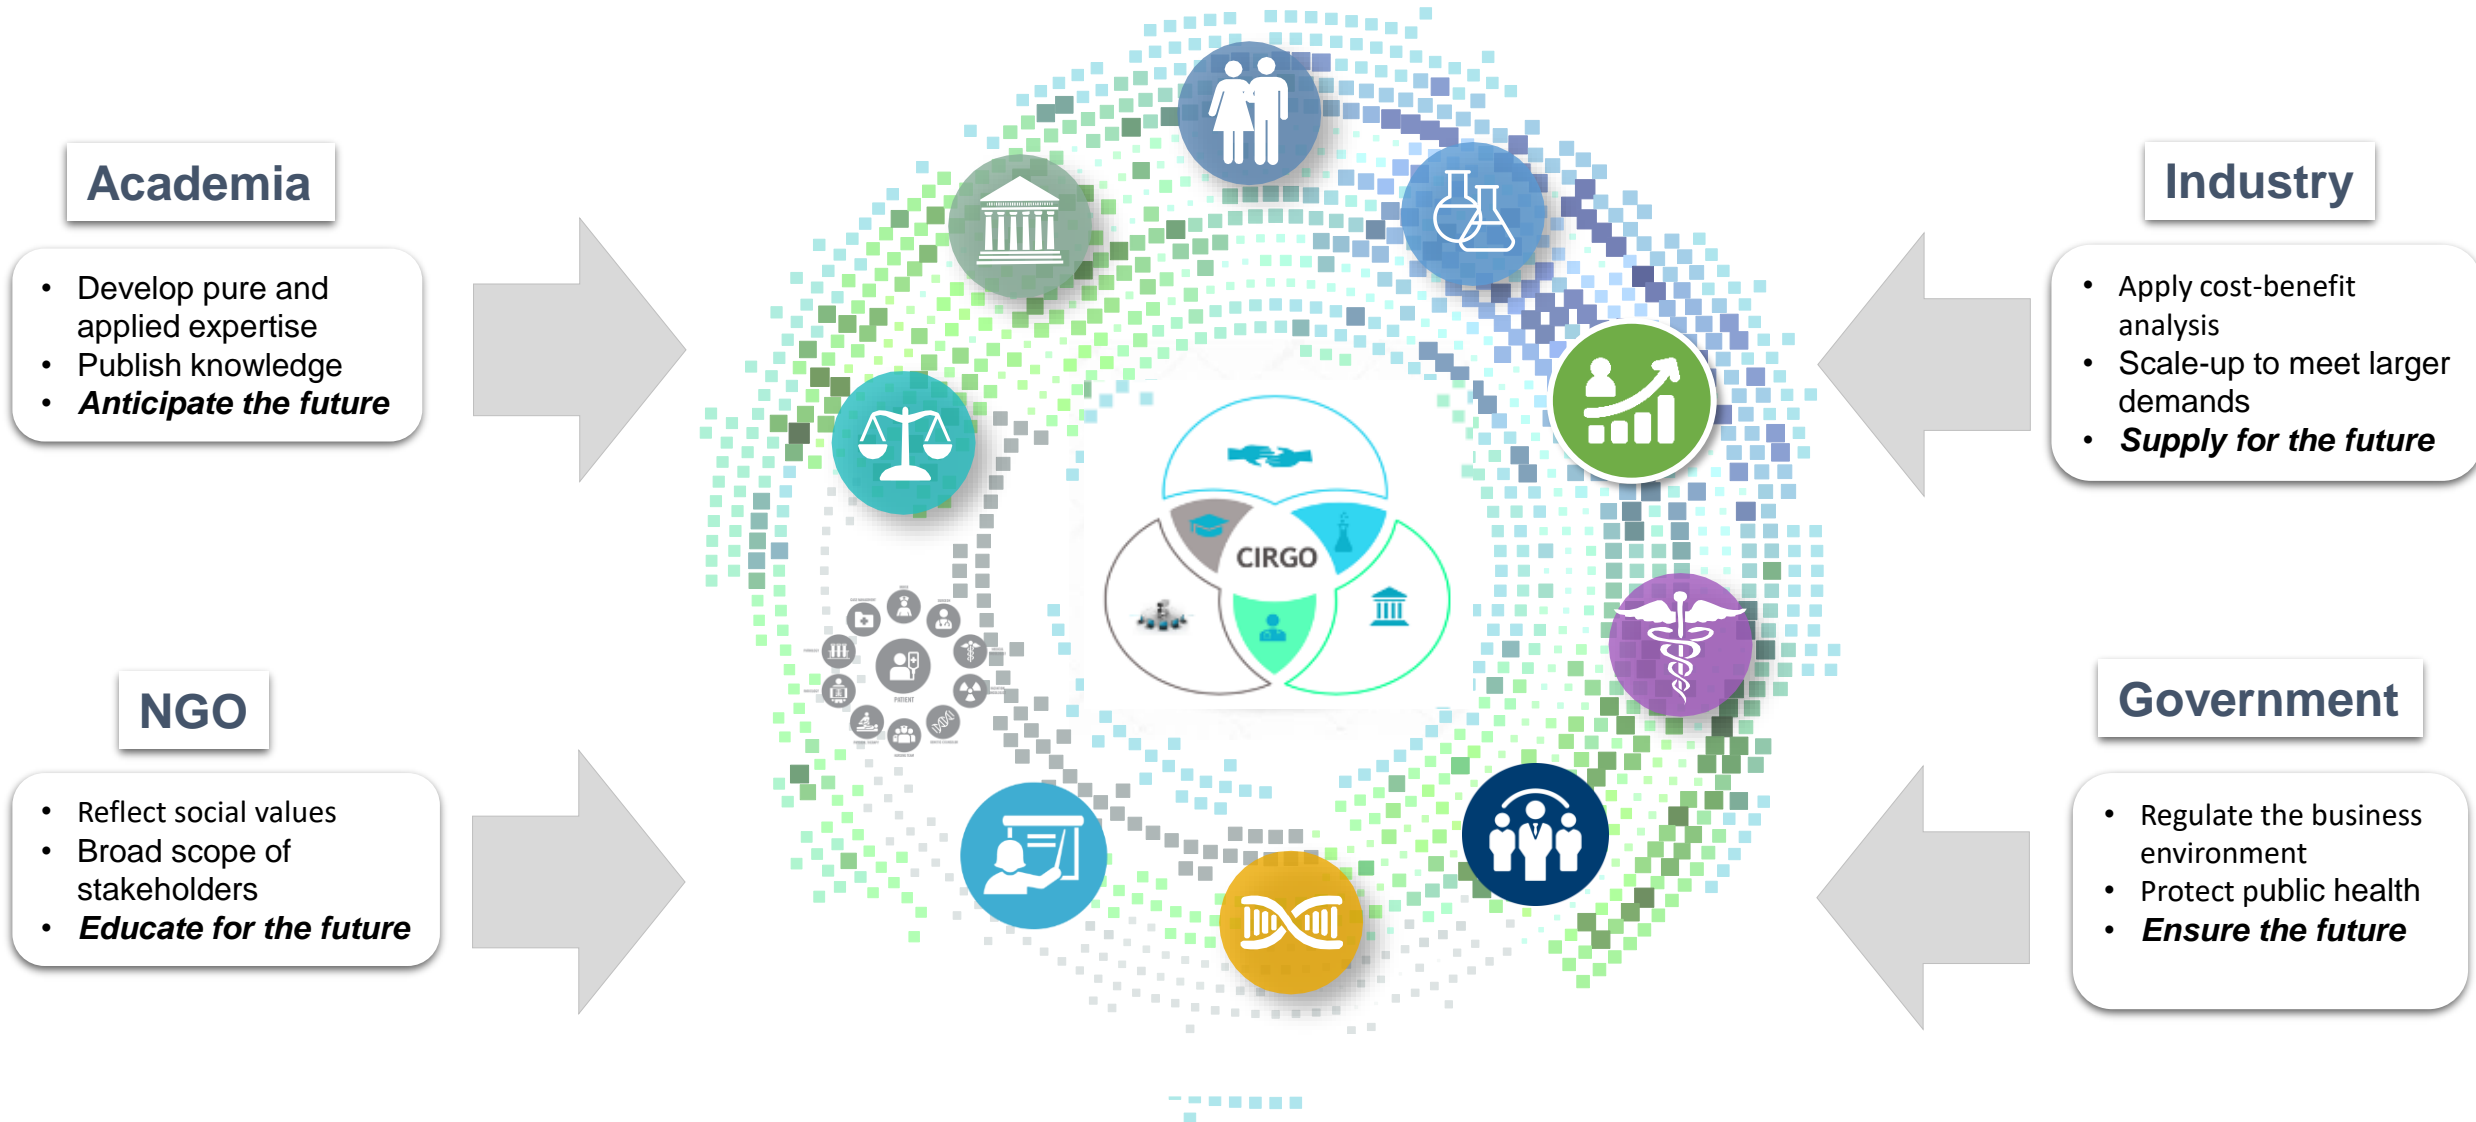 Academia
• Develop pure and
applied expertise
• Publish knowledge
• Anticipate the future
NGO
• Reflect social values
• Broad scope of
stakeholders
• Educate for the future
CIRGO
PATIENT
Industry
• Apply cost-benefit
analysis
• Scale-up to meet larger
demands
• Supply for the future
Government
• Regulate the business
environment
• Protect public health
• Ensure the future